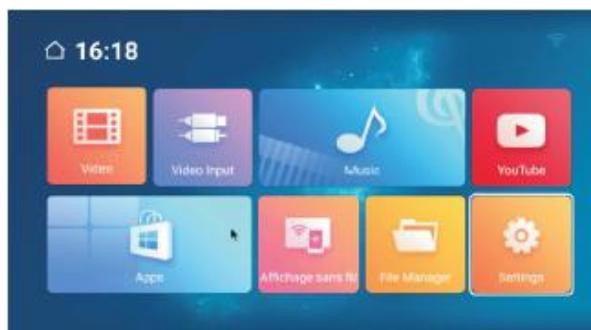 16:18
Video
Video Input
Music
YouTube
Apps
Affichage sans fil
File Manager
Settings